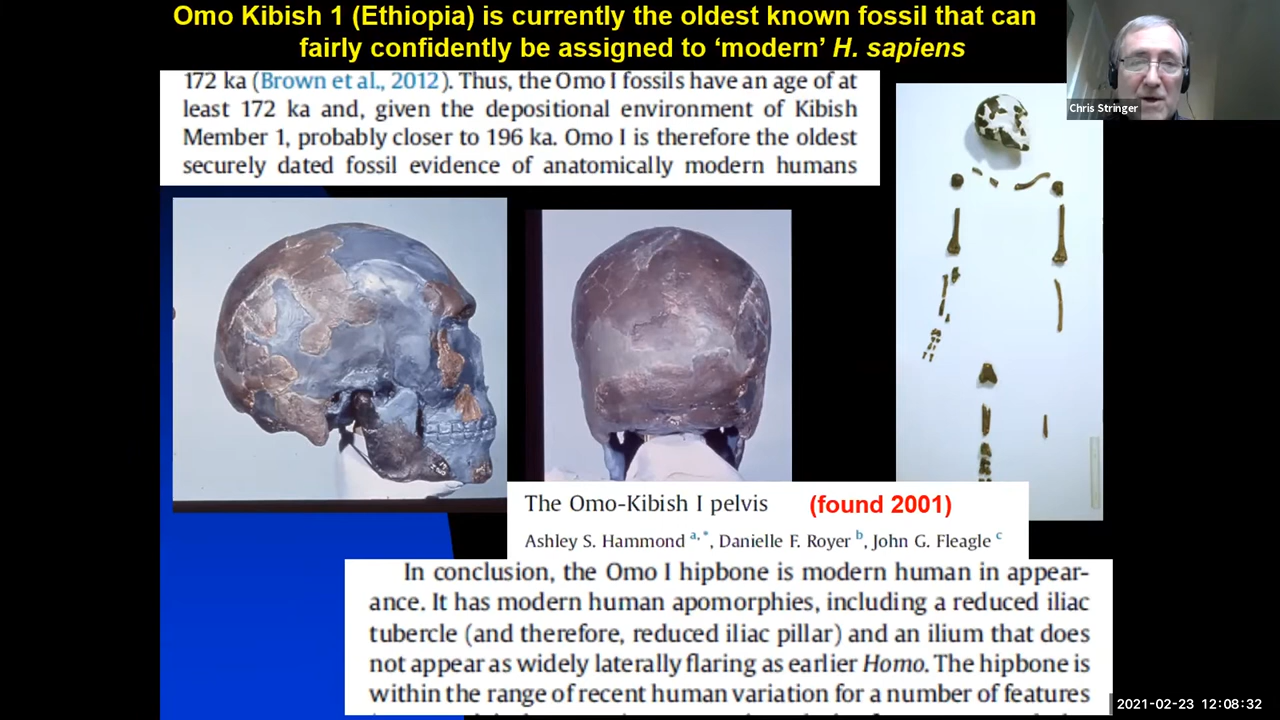 Omo Kibish 1 (Ethiopia) is currently the oldest known fossil that can
fairly confidently be assigned to ‘modern’ H. sapiens
Chris Stringer
172 ka (Brown et al., 2012). Thus, the Omo I fossils have an age of at
least 172 ka and, given the depositional environment of Kibish
Member 1, probably closer to 196 ka. Omo I is therefore the oldest
securely dated fossil evidence of anatomically modern humans
The Omo-Kibish I pelvis (found 2001)
Ashley S. Hammond a,*, Danielle F. Royer b, John G. Fleagle c
In conclusion, the Omo I hipbone is modern human in appear-
ance. It has modern human apomorphies, including a reduced iliac
tubercle (and therefore, reduced iliac pillar) and an ilium that does
not appear as widely laterally flaring as earlier Homo. The hipbone is
within the range of recent human variation for a number of features
2021-02-23 12:08:32